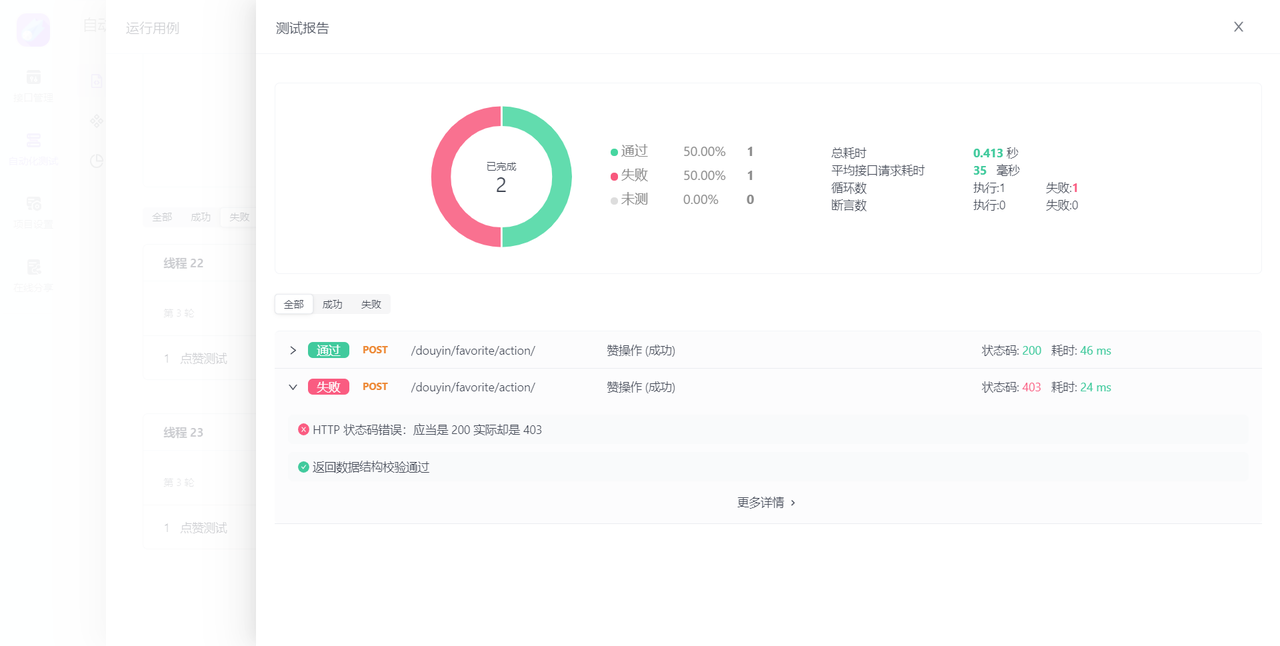 自动
运行用例
全部 成功 失败
线程 22
第 3 轮
1 点赞测试
线程 23
第 3 轮
1 点赞测试
测试报告
已完成
2
通过 50.00% 1
失败 50.00% 1
未测 0.00% 0
总耗时 0.413 秒
平均接口请求耗时 35 毫秒
循环数 执行:1 失败:1
断言数 执行:0 失败:0
全部 成功 失败
通过 POST /douyin/favorite/action/ 赞操作 (成功) 状态码: 200 耗时: 46 ms
失败 POST /douyin/favorite/action/ 赞操作 (成功) 状态码: 403 耗时: 24 ms
HTTP 状态码错误：应当是 200 实际却是 403
返回数据结构校验通过
更多详情